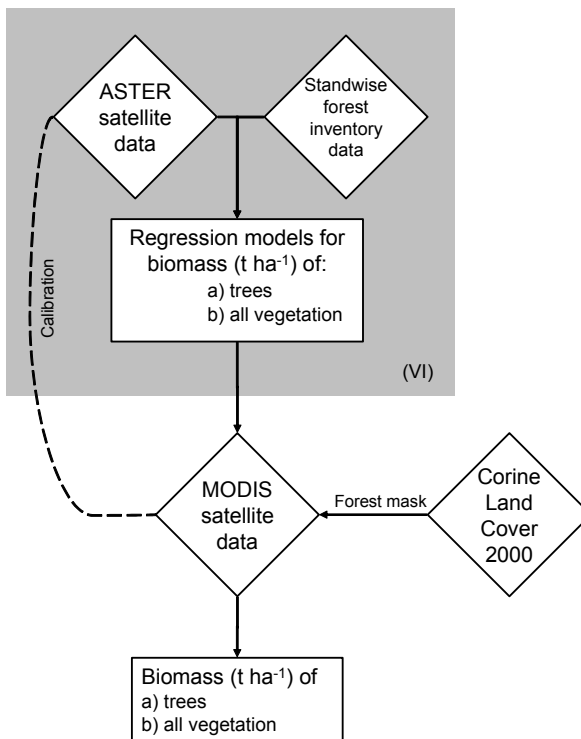 ASTER
satellite
data
Standwise
forest
inventory
data
Regression models for
biomass (t ha⁻¹) of:
a) trees
b) all vegetation
Calibration
(VI)
MODIS
satellite
data
Forest mask
Corine
Land
Cover
2000
Biomass (t ha⁻¹) of
a) trees
b) all vegetation